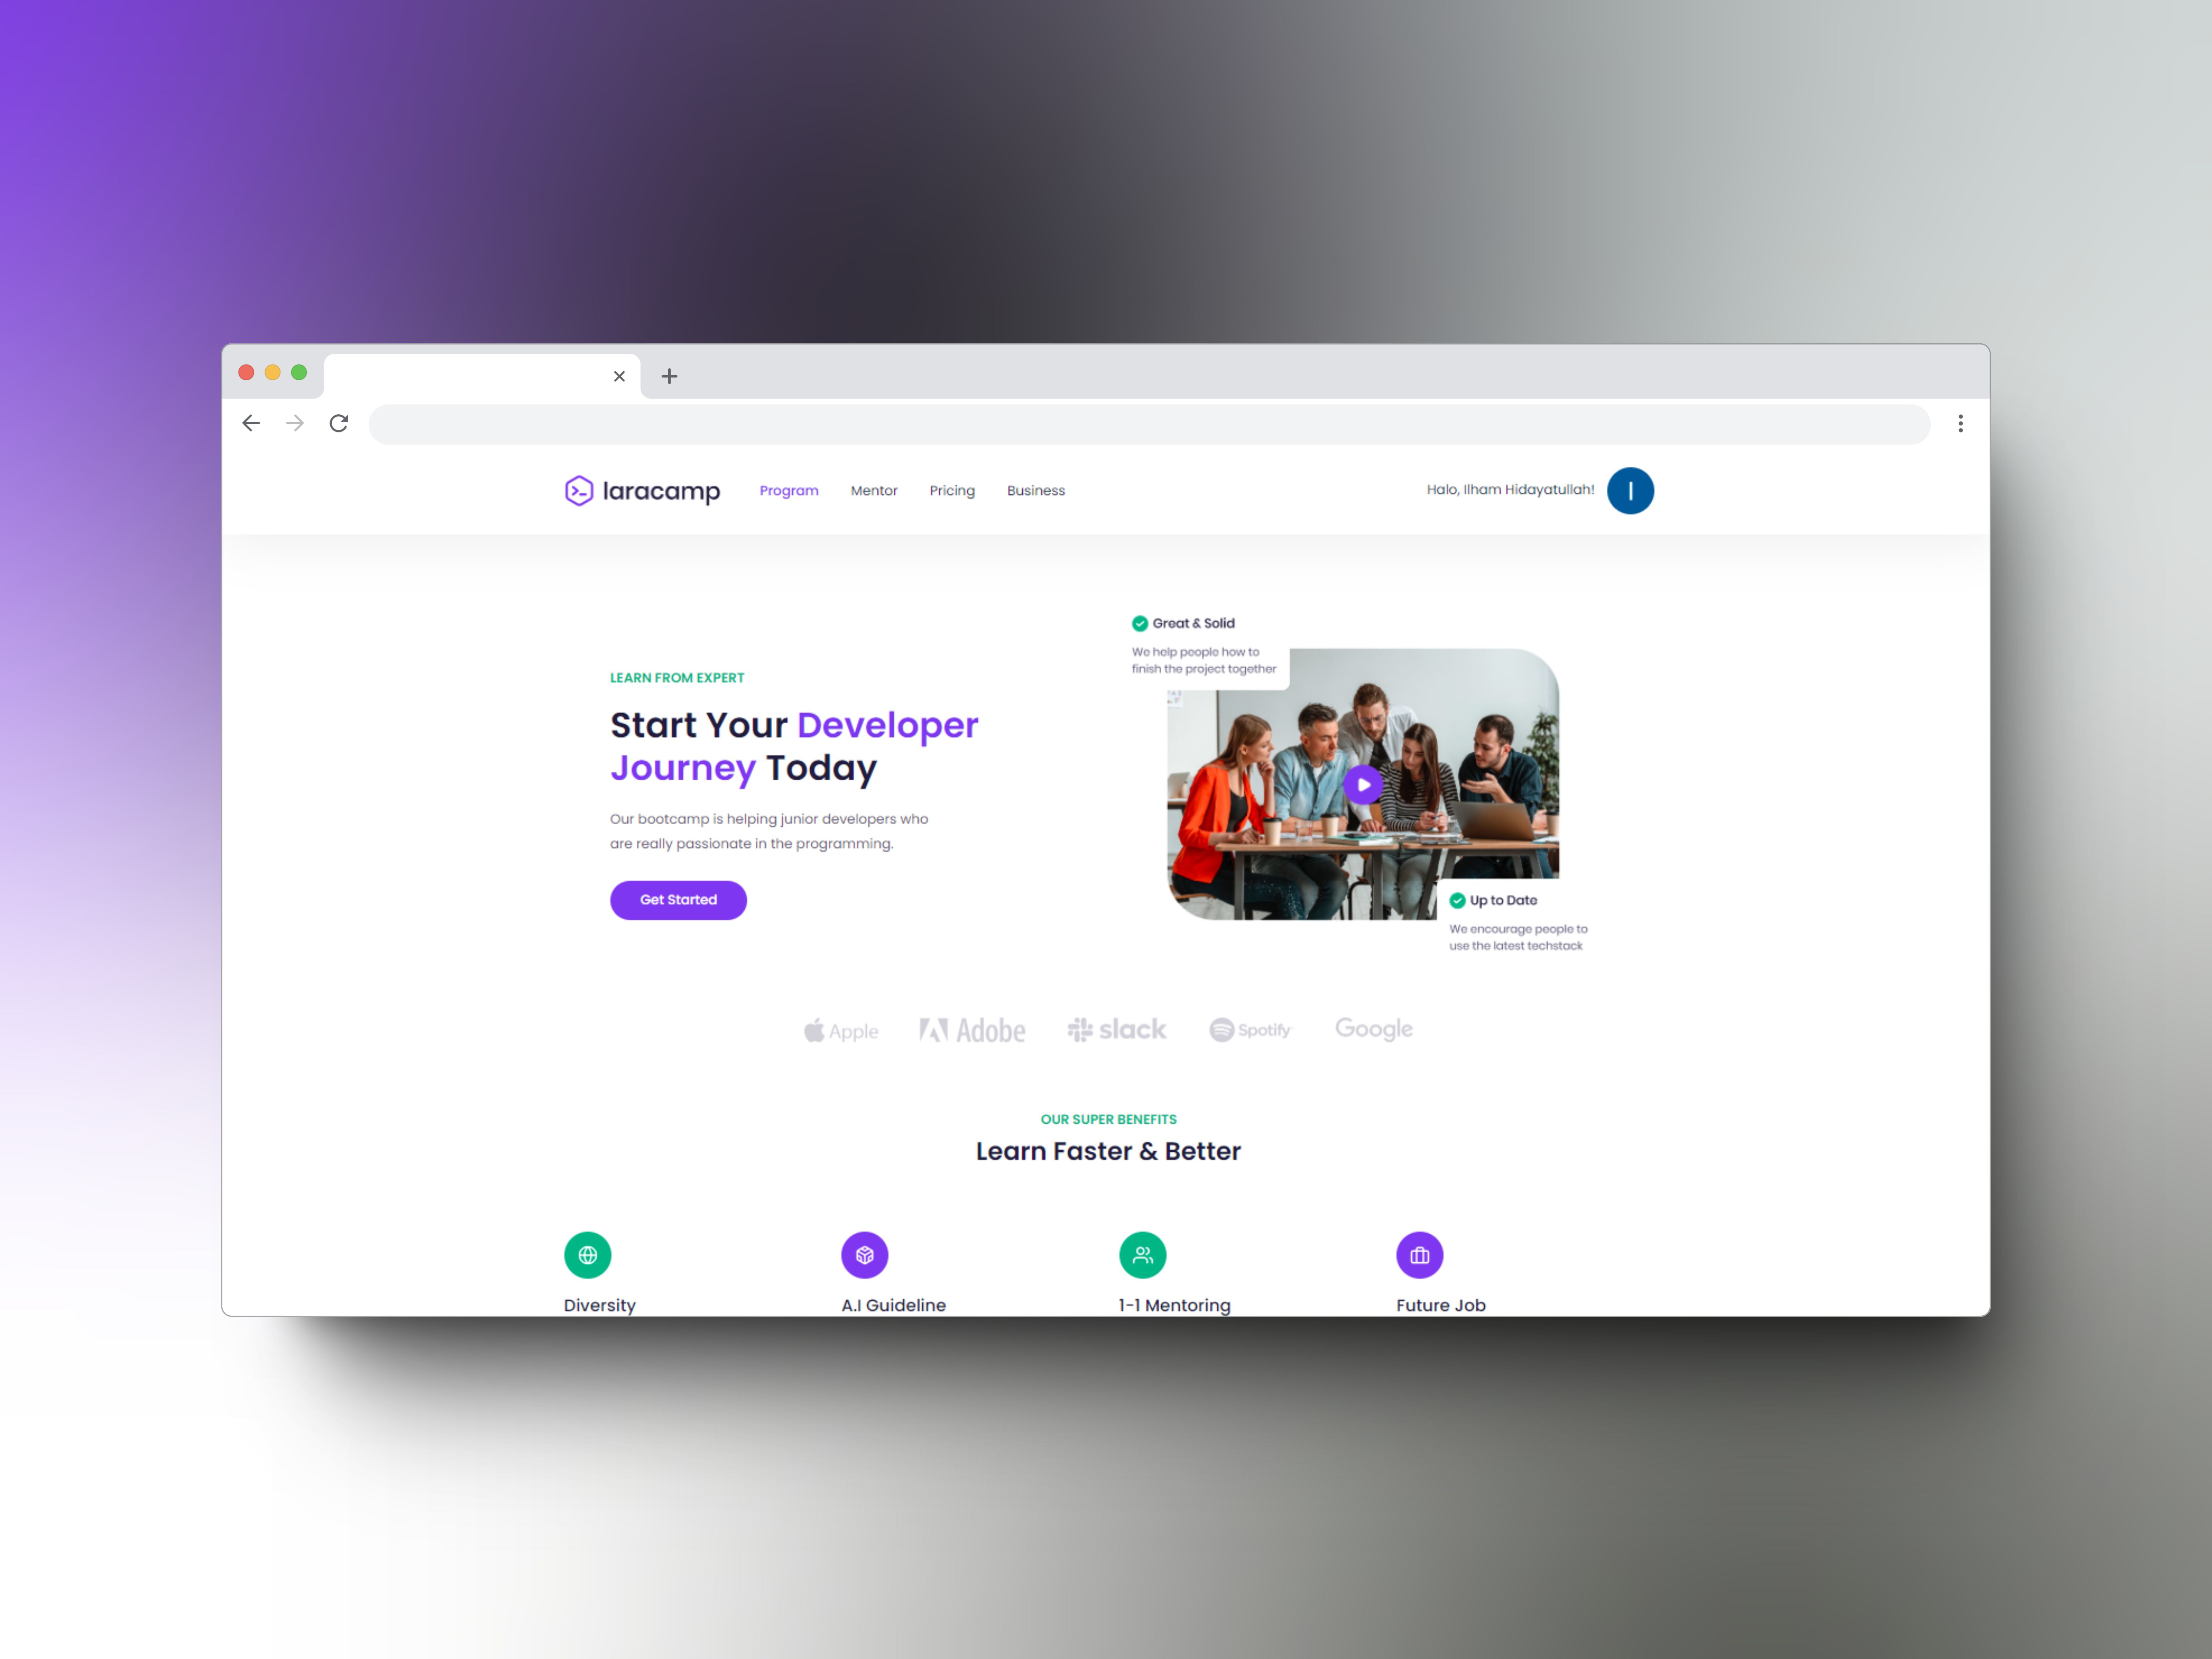 laracamp
Program
Mentor
Pricing
Business
Halo, Ilham Hidayatullah!
I
LEARN FROM EXPERT
Start Your Developer
Journey Today
Our bootcamp is helping junior developers who
are really passionate in the programming.
Get Started
Great & Solid
We help people how to
finish the project together
Up to Date
We encourage people to
use the latest techstack
Apple
Adobe
slack
Spotify
Google
OUR SUPER BENEFITS
Learn Faster & Better
Diversity
A.I Guideline
1-1 Mentoring
Future Job